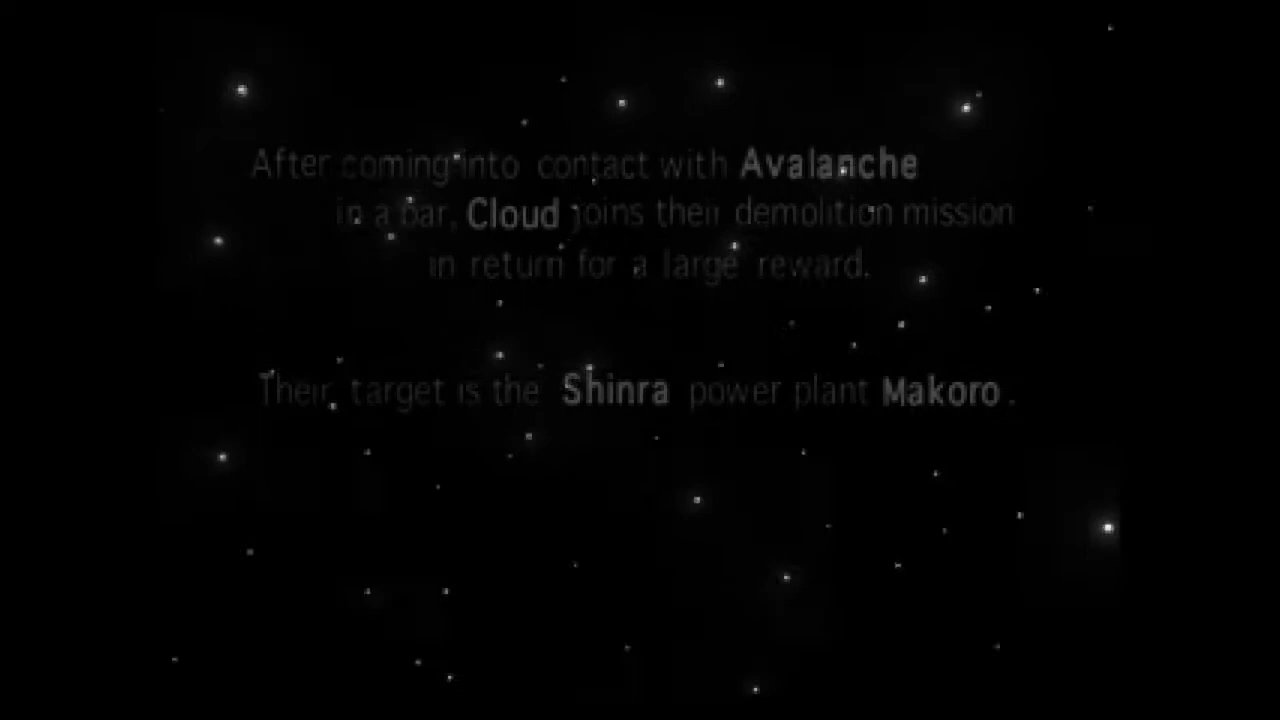 After coming into contact with Avalanche
in a bar, Cloud joins their demolition mission
in return for a large reward.
Their target is the Shinra power plant Makoro.